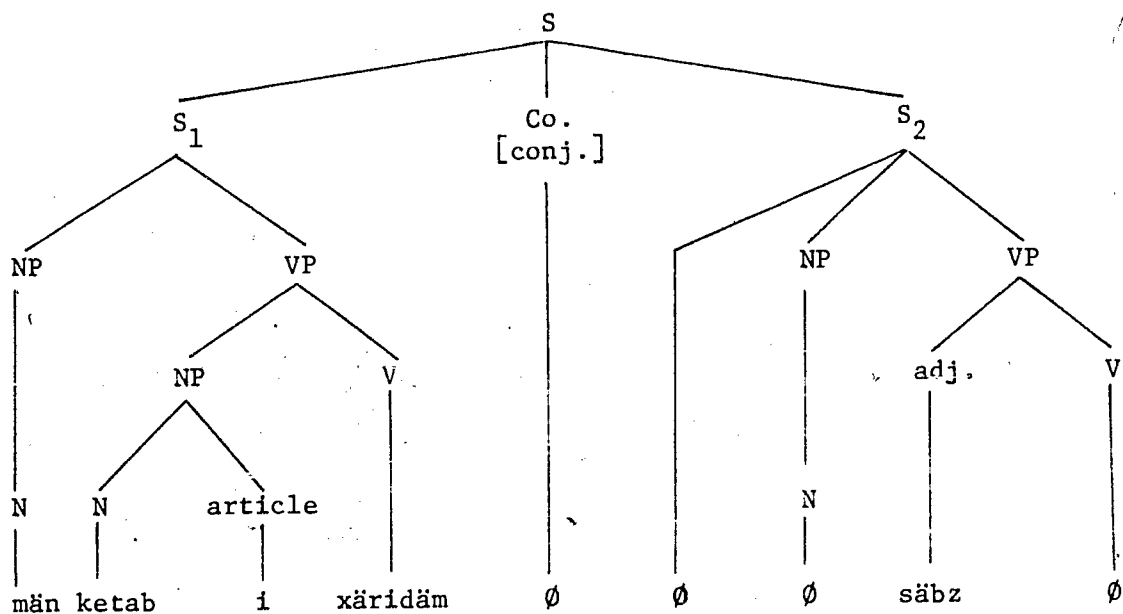 S
S1 Co. S2
[conj.]
NP VP NP VP
NP V adj. V
N N article N
män ketab i xäridäm Ø Ø Ø säbz Ø